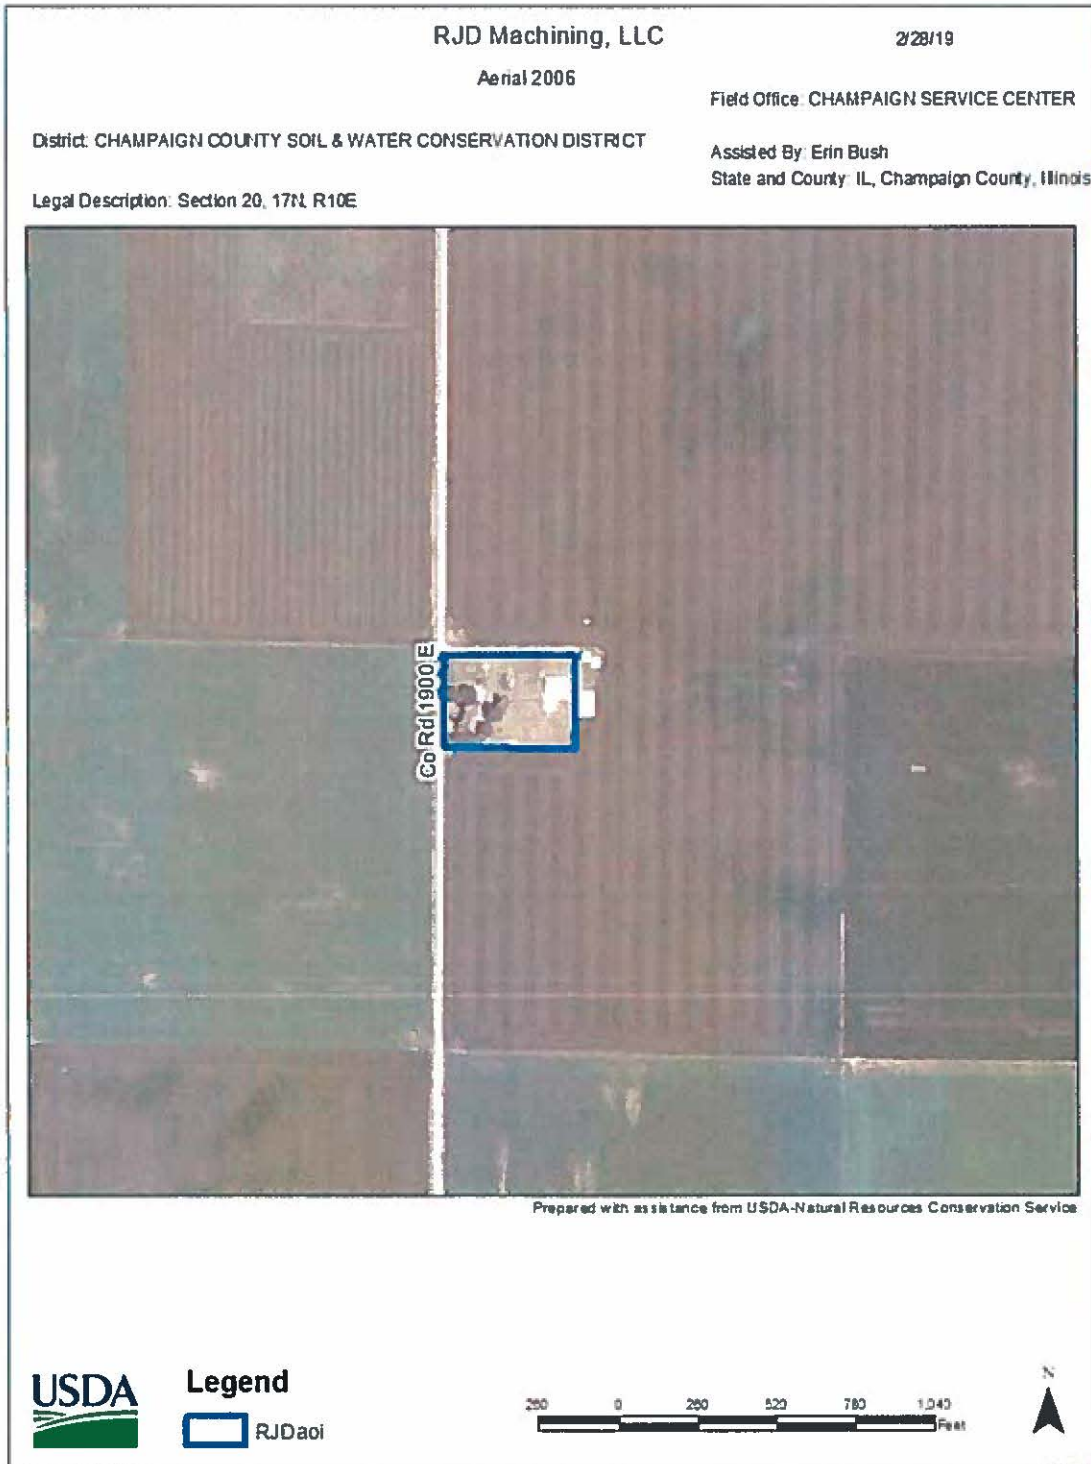 RJD Machining, LLC
2/28/19
Aerial 2006
Field Office: CHAMPAIGN SERVICE CENTER
District: CHAMPAIGN COUNTY SOIL & WATER CONSERVATION DISTRICT
Assisted By: Erin Bush
State and County: IL, Champaign County, Illinois
Legal Description: Section 20, 17N, R10E
Co Rd 1900 E
Prepared with assistance from USDA-Natural Resources Conservation Service
USDA
Legend
RJDaoi
260 0 260 520 780 1,040
Feet
N